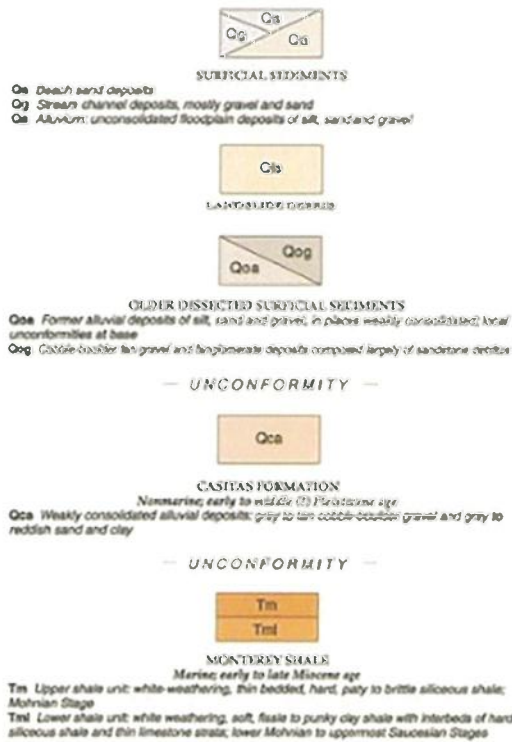 Qs
Qg
Qa
SURFICIAL SEDIMENTS
Qs Beach sand deposits
Qg Stream channel deposits, mostly gravel and sand
Qa Alluvium: unconsolidated floodplain deposits of silt, sand and gravel
Qls
LANDSLIDE DEBRIS
Qog
Qoa
OLDER DISSECTED SURFICIAL SEDIMENTS
Qoa Former alluvial deposits of silt, sand and gravel, in places weakly consolidated; local
unconformities at base
Qog Cobble-boulder fan gravel and fanglomerate deposits composed largely of sandstone detritus
— UNCONFORMITY —
Qca
CASITAS FORMATION
Nonmarine; early to middle (?) Pleistocene age
Qca Weakly consolidated alluvial deposits: gray to tan cobble-boulder gravel and gray to
reddish sand and clay
— UNCONFORMITY —
Tm
Tml
MONTEREY SHALE
Marine; early to late Miocene age
Tm Upper shale unit: white-weathering, thin bedded, hard, platy to brittle siliceous shale;
Mohnian Stage
Tml Lower shale unit: white weathering, soft, fissle to punky clay shale with interbeds of hard
siliceous shale and thin limestone strata; lower Mohnian to uppermost Saucesian Stages